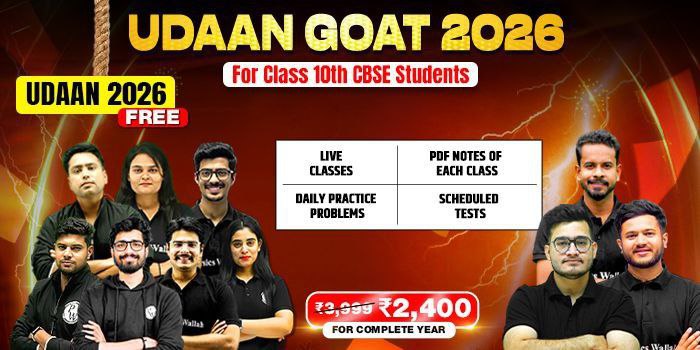 UDAAN GOAT 2026
For Class 10th CBSE Students
UDAAN 2026
FREE
LIVE
CLASSES
PDF NOTES OF
EACH CLASS
DAILY PRACTICE
PROBLEMS
SCHEDULED
TESTS
₹3,999 ₹2,400
FOR COMPLETE YEAR